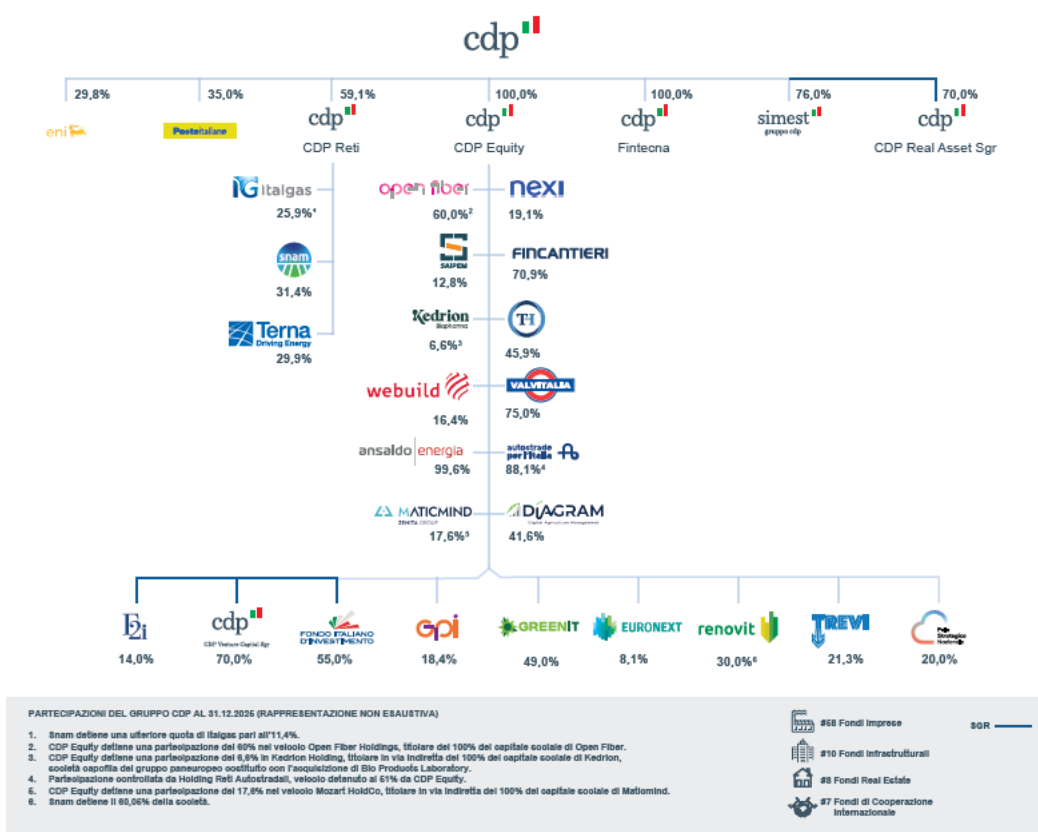 cdp
29,8%
35,0%
59,1%
100,0%
100,0%
76,0%
70,0%
eni
Posteitaliane
cdp
CDP Reti
cdp
CDP Equity
cdp
Fintecna
simest
gruppo cdp
cdp
CDP Real Asset Sgr
IG Italgas
25,9%⁴
snam
31,4%
Terna
Driving Energy
29,9%
open fiber
60,0%²
nexi
19,1%
SAIPEM
12,8%
FINCANTIERI
70,9%
Kedrion
Biopharma
6,6%³
TH
45,9%
webuild
16,4%
VALVITALIA
75,0%
ansaldo energia
99,6%
autostrade
per l'italia
88,1%⁴
MATICMIND
ZENITA GROUP
17,6%⁵
DIAGRAM
Digital Agriculture Management
41,6%
F2i
14,0%
cdp
CDP Venture Capital Sgr
70,0%
FONDO ITALIANO
D'INVESTIMENTO
55,0%
GPI
18,4%
GREENIT
49,0%
EURONEXT
8,1%
renovit
30,0%⁶
TREVI
21,3%
Polo
Strategico
Nazionale
20,0%
PARTECIPAZIONI DEL GRUPPO CDP AL 31.12.2025 (RAPPRESENTAZIONE NON ESAUSTIVA)
1. Snam detiene una ulteriore quota di Italgas pari all'11,4%.
2. CDP Equity detiene una partecipazione del 60% nel veicolo Open Fiber Holdings, titolare del 100% del capitale sociale di Open Fiber.
3. CDP Equity detiene una partecipazione del 6,6% in Kedrion Holding, titolare in via indiretta del 100% del capitale sociale di Kedrion,
società capofila del gruppo paneuropeo costituito con l'acquisizione di Bio Products Laboratory.
4. Partecipazione controllata da Holding Reti Autostradali, veicolo detenuto al 51% da CDP Equity.
5. CDP Equity detiene una partecipazione del 17,6% nel veicolo Mozart HoldCo, titolare in via indiretta del 100% del capitale sociale di Maticmind.
6. Snam detiene il 60,05% della società.
#68 Fondi Imprese
#10 Fondi Infrastrutturali
#8 Fondi Real Estate
#7 Fondi di Cooperazione
Internazionale
SGR